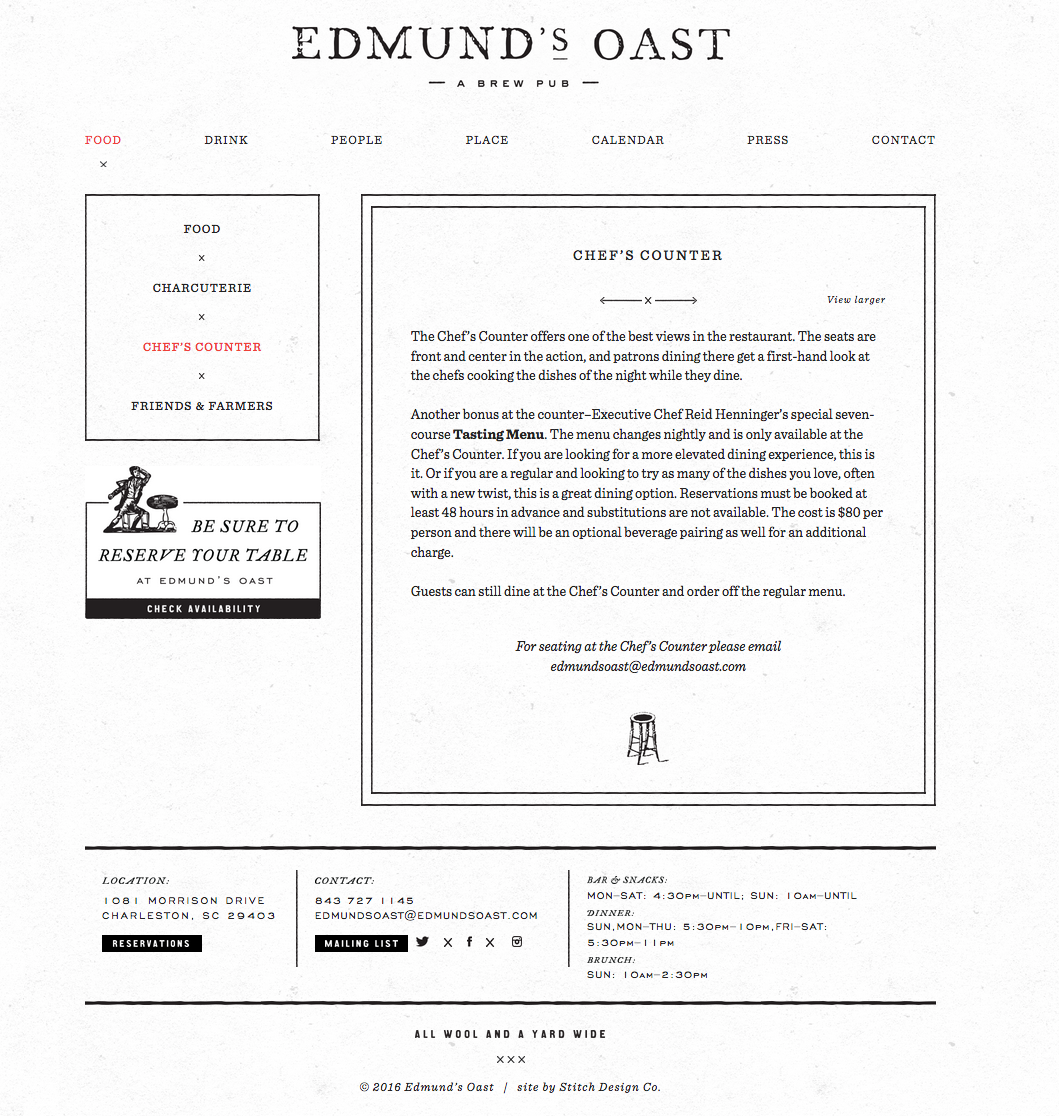 EDMUND'S OAST
— A BREW PUB —
FOOD DRINK PEOPLE PLACE CALENDAR PRESS CONTACT
x
FOOD
x
CHARCUTERIE
x
CHEF'S COUNTER
x
FRIENDS & FARMERS
BE SURE TO
RESERVE YOUR TABLE
AT EDMUND'S OAST
CHECK AVAILABILITY
CHEF'S COUNTER
x
View larger
The Chef's Counter offers one of the best views in the restaurant. The seats are
front and center in the action, and patrons dining there get a first-hand look at
the chefs cooking the dishes of the night while they dine.
Another bonus at the counter–Executive Chef Reid Henninger's special seven-
course Tasting Menu. The menu changes nightly and is only available at the
Chef's Counter. If you are looking for a more elevated dining experience, this is
it. Or if you are a regular and looking to try as many of the dishes you love, often
with a new twist, this is a great dining option. Reservations must be booked at
least 48 hours in advance and substitutions are not available. The cost is $80 per
person and there will be an optional beverage pairing as well for an additional
charge.
Guests can still dine at the Chef's Counter and order off the regular menu.
For seating at the Chef's Counter please email
edmundsoast@edmundsoast.com
LOCATION:
1081 MORRISON DRIVE
CHARLESTON, SC 29403
RESERVATIONS
CONTACT:
843 727 1145
EDMUNDSOAST@EDMUNDSOAST.COM
MAILING LIST x f x
BAR & SNACKS:
MON–SAT: 4:30PM–UNTIL; SUN: 10AM–UNTIL
DINNER:
SUN,MON–THU: 5:30PM–10PM,FRI–SAT:
5:30PM–11PM
BRUNCH:
SUN: 10AM–2:30PM
ALL WOOL AND A YARD WIDE
XXX
© 2016 Edmund's Oast / site by Stitch Design Co.